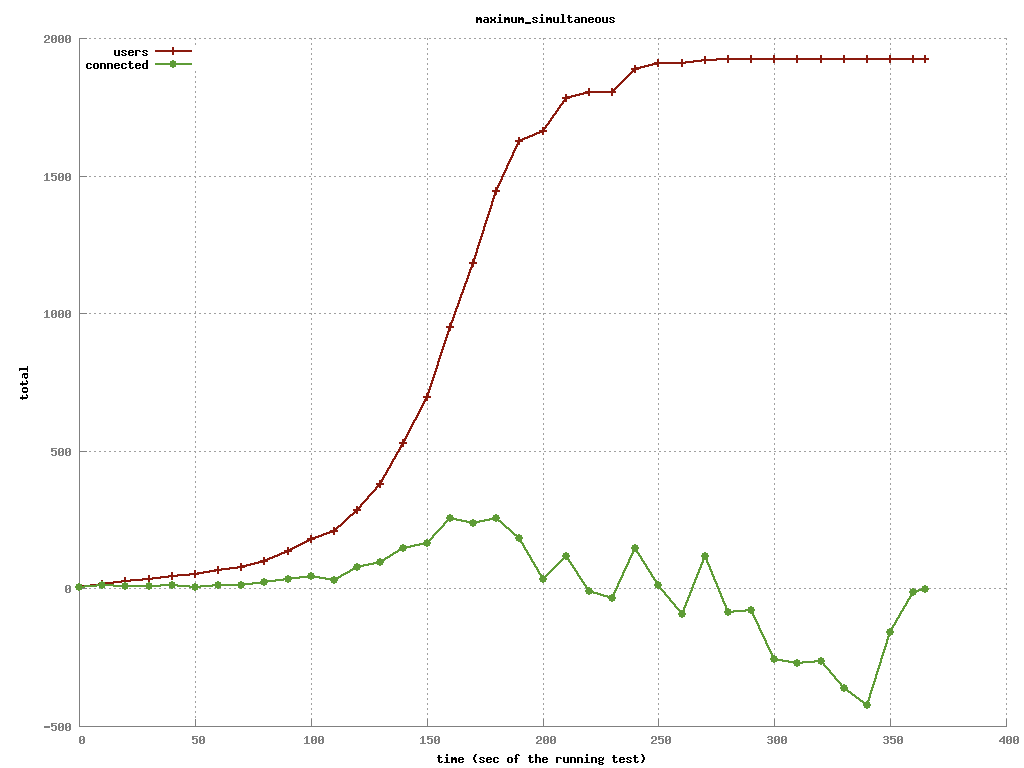 maximum_simultaneous
users
connected
2000
1500
1000
500
0
-500
total
0 50 100 150 200 250 300 350 400
time (sec of the running test)